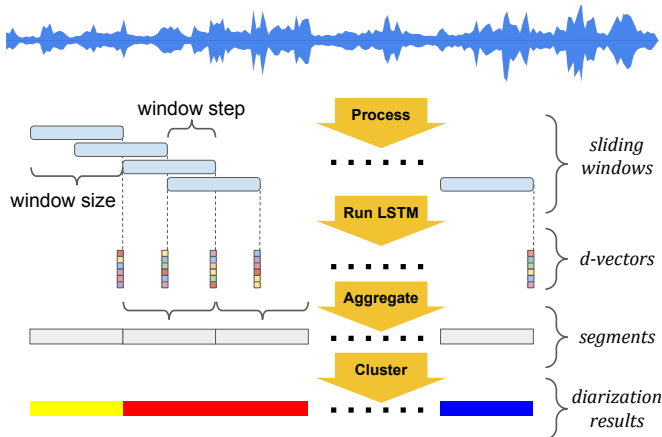 window step
Process
sliding
windows
window size
Run LSTM
d-vectors
Aggregate
segments
Cluster
diarization
results